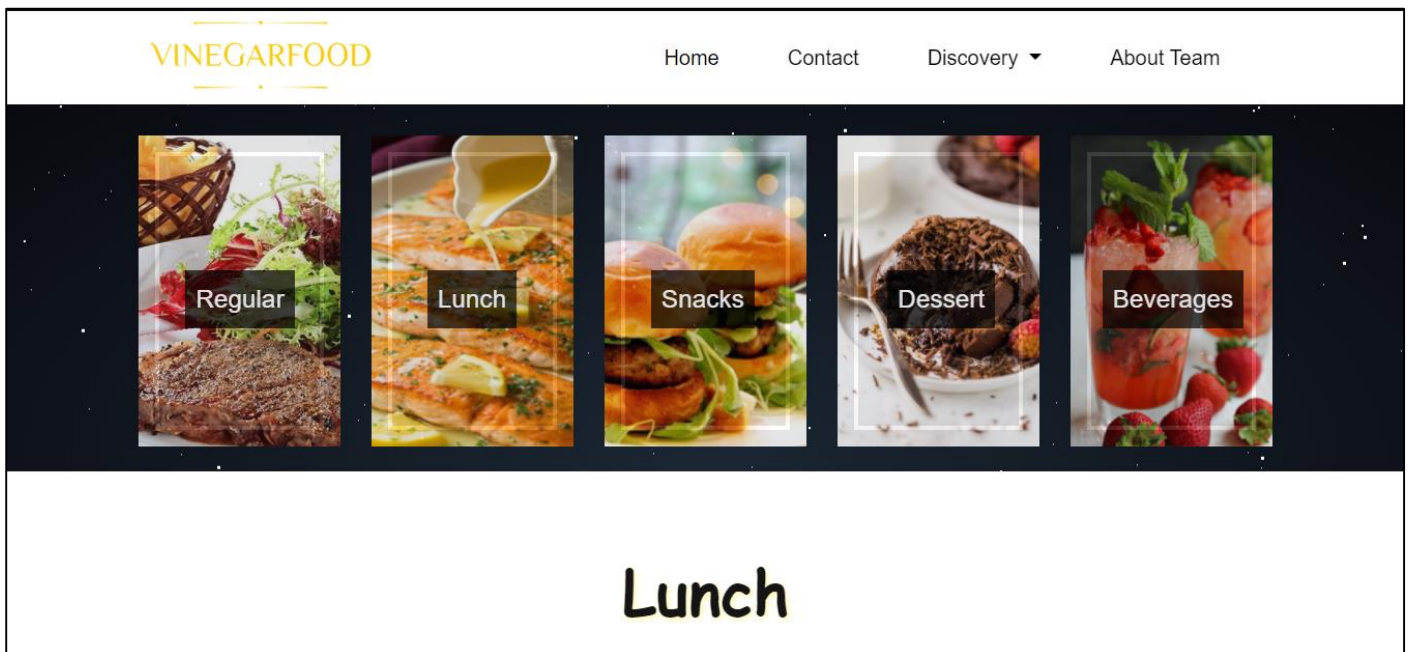 VINEGARFOOD
Home Contact Discovery About Team
Regular Lunch Snacks Dessert Beverages
Lunch